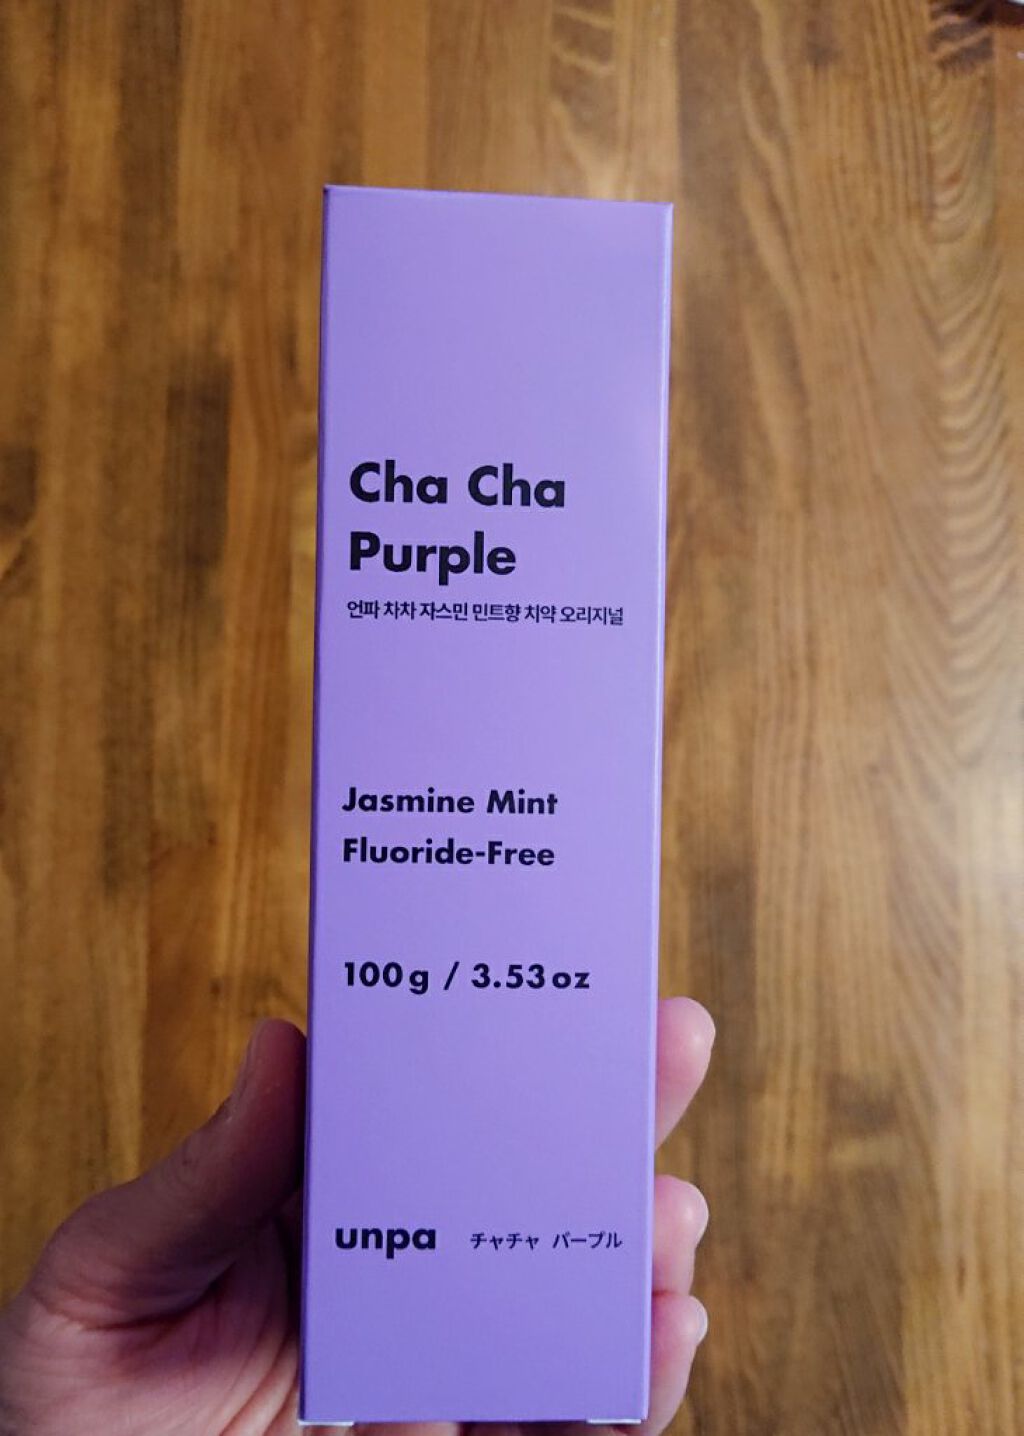 Cha Cha
Purple
언파 차차 자스민 민트향 치약 오리지널
Jasmine Mint
Fluoride-Free
100g / 3.53oz
unpa チャチャ パープル